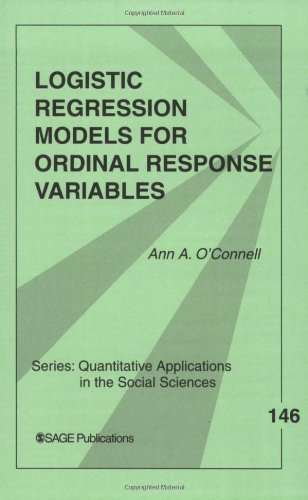 LOGISTIC
REGRESSION
MODELS FOR
ORDINAL RESPONSE
VARIABLES
Ann A. O'Connell
Series: Quantitative Applications
in the Social Sciences
146
SAGE Publications